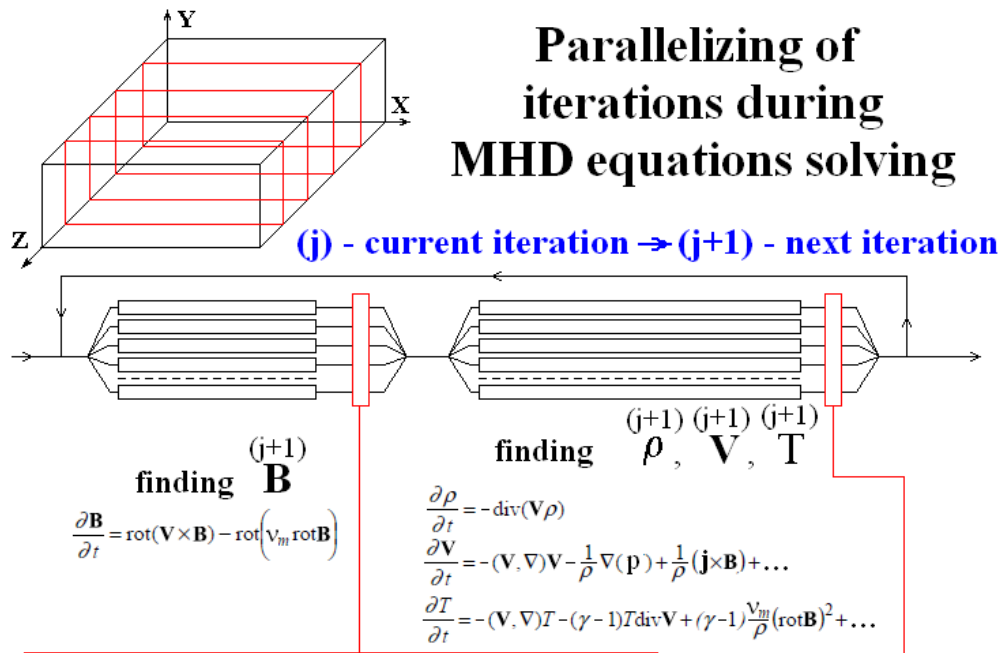 Y
X
Z
Parallelizing of
iterations during
MHD equations solving
(j) - current iteration → (j+1) - next iteration
finding B^(j+1)
∂B/∂t = rot(V×B) − rot(ν_m rotB)
finding ρ^(j+1), V^(j+1), T^(j+1)
∂ρ/∂t = −div(Vρ)
∂V/∂t = −(V,∇)V − 1/ρ ∇(p) + 1/ρ (j×B) + ...
∂T/∂t = −(V,∇)T − (γ−1)TdivV + (γ−1) ν_m/ρ (rotB)² + ...